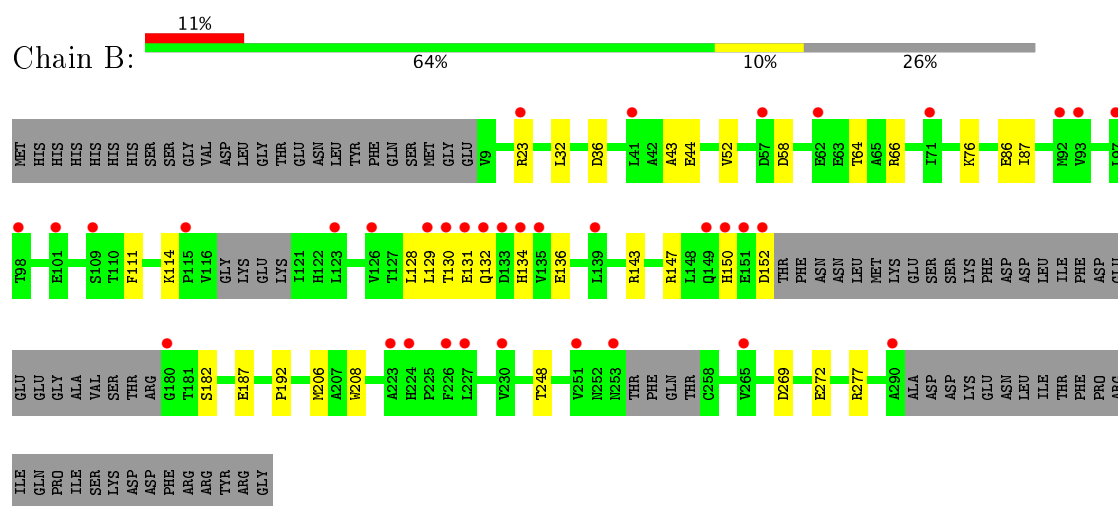 11%
Chain B:
64% 10% 26%
MET HIS HIS HIS HIS HIS HIS SER SER GLY VAL ASP LEU GLY THR GLU ASN LEU TYR PHE GLN SER MET GLY GLU V9 R23 L32 D36 L41 A42 A43 E44 V52 D57 D58 E62 E63 T64 A65 R66 I71 K76 E86 I87 M92 V93
T98 E101 S109 T110 F111 K114 P115 V116 GLY LYS GLU LYS I121 H122 L123 V126 T127 L128 L129 T130 E131 Q132 D133 H134 V135 E136 L139 R143 R147 L148 Q149 H150 E151 D152 THR PHE ASN ASN LEU MET LYS GLU SER SER LYS PHE ASP ASP LEU ILE PHE ASP GLU
GLU GLU GLY ALA VAL SER THR ARG G180 T181 S182 E187 P192 M206 A207 W208 A223 H224 P225 F226 L227 V230 T248 V251 N252 N253 THR PHE GLN THR C258 V265 D269 E272 R277 A290 ALA ASP ASP LYS GLU ASN LEU ILE THR PHE PRO ARG
ILE GLN PRO ILE SER LYS ASP ASP PHE ARG ARG TYR ARG GLY